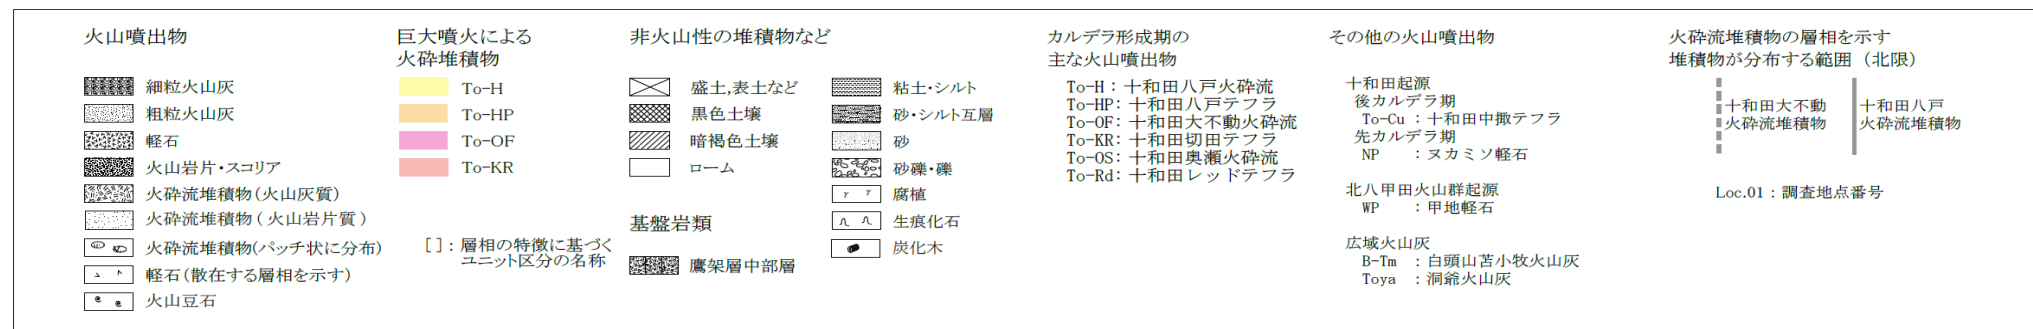 火山噴出物
細粒火山灰
粗粒火山灰
軽石
火山岩片・スコリア
火砕流堆積物(火山灰質)
火砕流堆積物(火山岩片質)
火砕流堆積物(パッチ状に分布)
軽石(散在する層相を示す)
火山豆石
巨大噴火による
火砕堆積物
To-H
To-HP
To-OF
To-KR
[ ]:層相の特徴に基づく
ユニット区分の名称
非火山性の堆積物など
盛土,表土など
黒色土壌
暗褐色土壌
ローム
基盤岩類
鷹架層中部層
粘土・シルト
砂・シルト互層
砂
砂礫・礫
腐植
生痕化石
炭化木
カルデラ形成期の
主な火山噴出物
To-H:十和田八戸火砕流
To-HP:十和田八戸テフラ
To-OF:十和田大不動火砕流
To-KR:十和田切田テフラ
To-OS:十和田奥瀬火砕流
To-Rd:十和田レッドテフラ
その他の火山噴出物
十和田起源
後カルデラ期
To-Cu :十和田中掫テフラ
先カルデラ期
NP :ヌカミソ軽石
北八甲田火山群起源
WP :甲地軽石
広域火山灰
B-Tm :白頭山苫小牧火山灰
Toya :洞爺火山灰
火砕流堆積物の層相を示す
堆積物が分布する範囲(北限)
十和田大不動
火砕流堆積物
十和田八戸
火砕流堆積物
Loc.01:調査地点番号